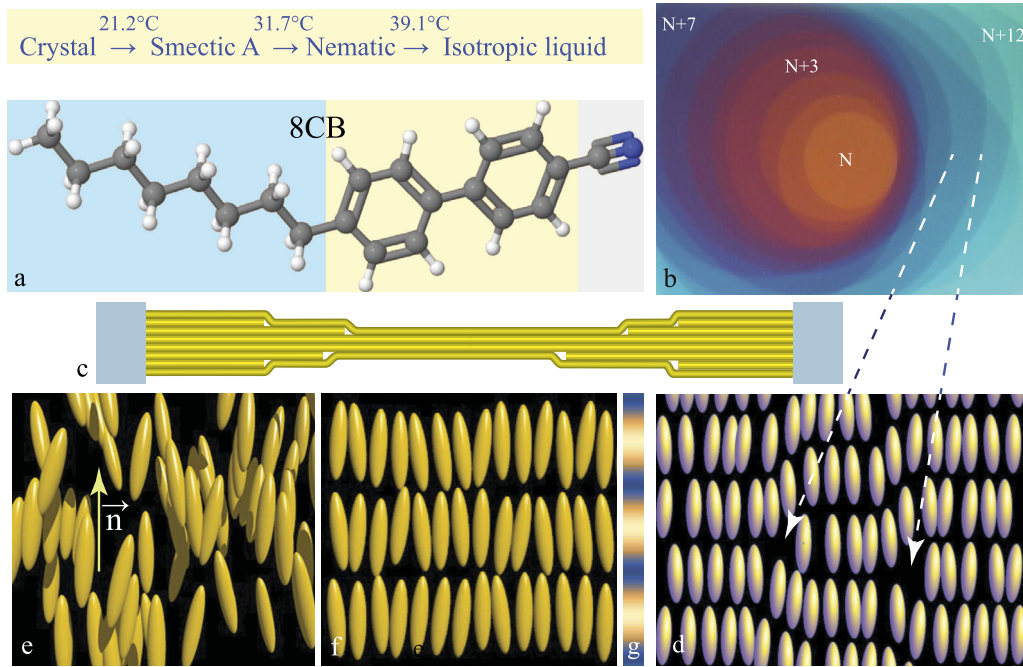 21.2°C 31.7°C 39.1°C
Crystal → Smectic A → Nematic → Isotropic liquid
8CB
a
N+7
N+12
N+3
N
b
c
n
e
f
e
g
d